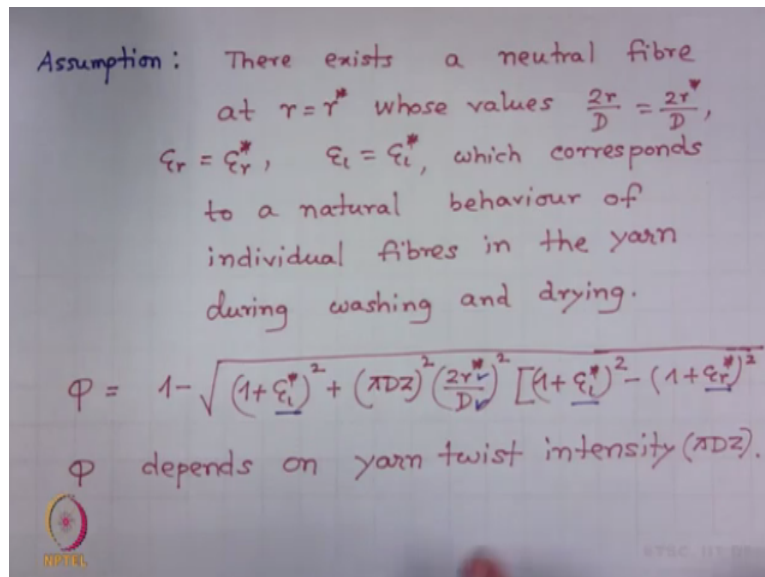 Assumption : There exists a neutral fibre
at r = r* whose values 2r/D = 2r*/D,
εr = εr*, εl = εl*, which corresponds
to a natural behaviour of
individual fibres in the yarn
during washing and drying.
φ = 1-√(1+εl*)² + (πDZ)² (2r*/D)² [(1+εl*)² - (1+εr*)²
φ depends on yarn twist intensity (πDZ).
NPTEL